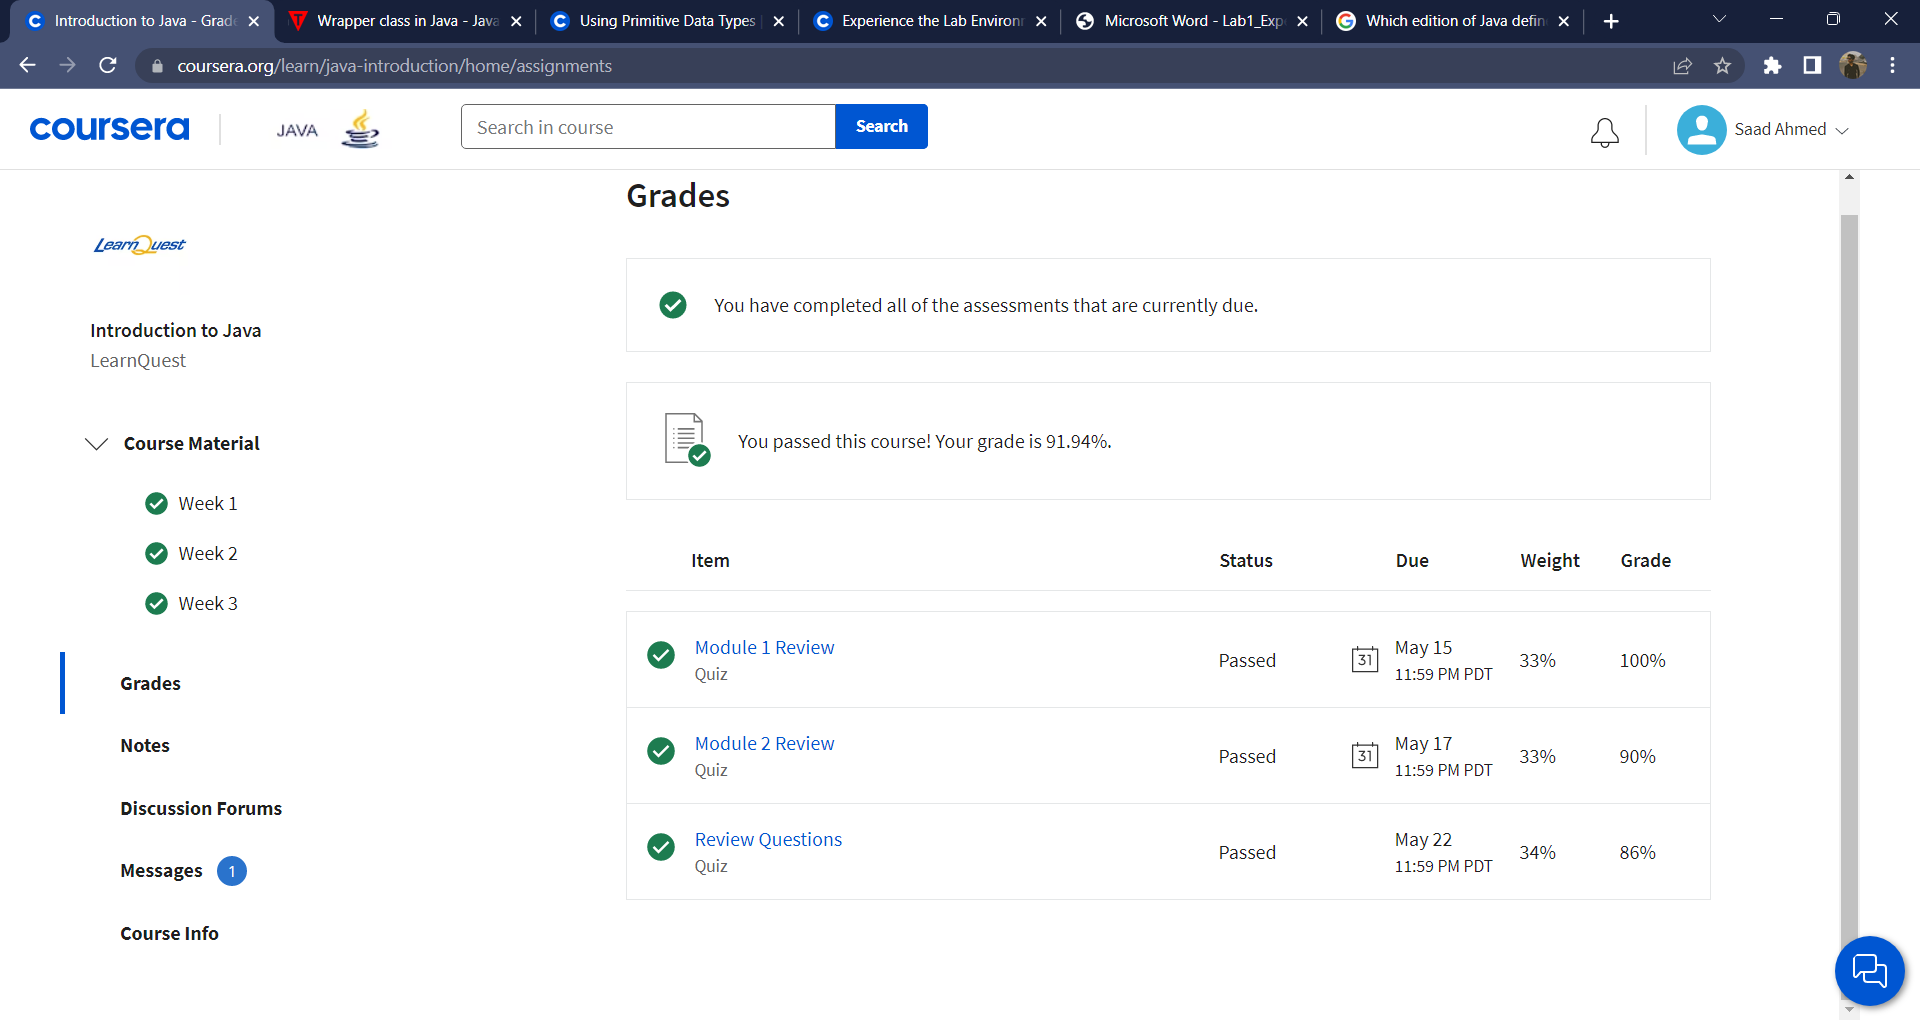 Introduction to Java - Grad
Wrapper class in Java - Java
Using Primitive Data Types
Experience the Lab Environ
Microsoft Word - Lab1_Exp
Which edition of Java defin
coursera.org/learn/java-introduction/home/assignments
coursera
JAVA
Search in course
Search
Saad Ahmed
LearnQuest
Introduction to Java
LearnQuest
Course Material
Week 1
Week 2
Week 3
Grades
Notes
Discussion Forums
Messages 1
Course Info
Grades
You have completed all of the assessments that are currently due.
You passed this course! Your grade is 91.94%.
Item Status Due Weight Grade
Module 1 Review
Quiz
Passed
31
May 15
11:59 PM PDT
33%
100%
Module 2 Review
Quiz
Passed
31
May 17
11:59 PM PDT
33%
90%
Review Questions
Quiz
Passed
May 22
11:59 PM PDT
34%
86%